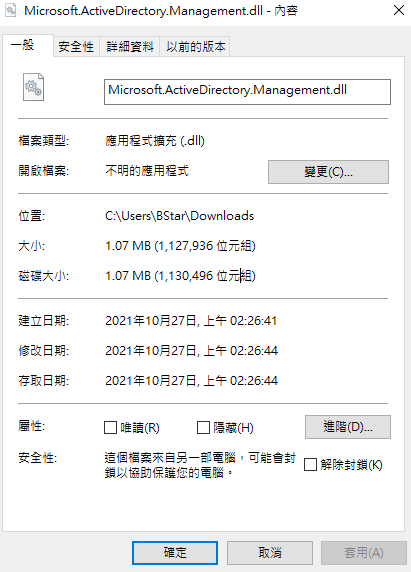 Microsoft.ActiveDirectory.Management.dll - 內容
一般 安全性 詳細資料 以前的版本
Microsoft.ActiveDirectory.Management.dll
檔案類型: 應用程式擴充 (.dll)
開啟檔案: 不明的應用程式 變更(C)...
位置: C:\Users\BStar\Downloads
大小: 1.07 MB (1,127,936 位元組)
磁碟大小: 1.07 MB (1,130,496 位元組)
建立日期: 2021年10月27日, 上午 02:26:41
修改日期: 2021年10月27日, 上午 02:26:44
存取日期: 2021年10月27日, 上午 02:26:44
屬性: 唯讀(R) 隱藏(H) 進階(D)...
安全性: 這個檔案來自另一部電腦，可能會封
鎖以協助保護您的電腦。 解除封鎖(K)
確定 取消 套用(A)